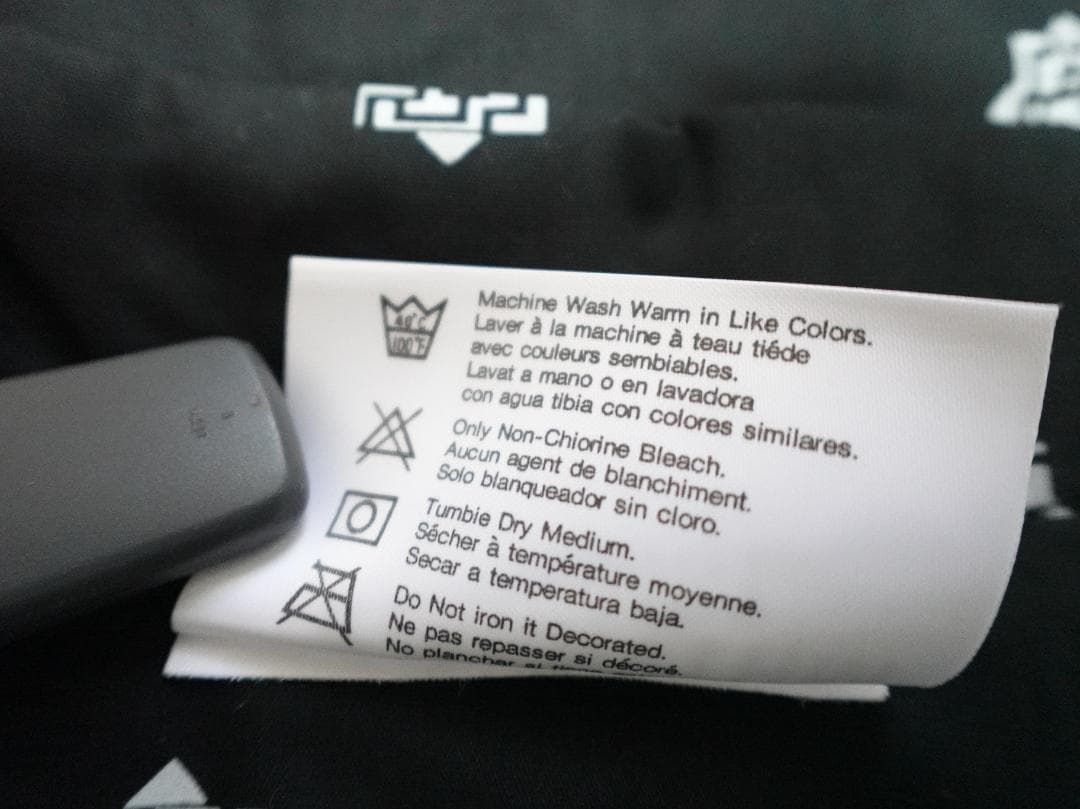 40°C
100°F
Machine Wash Warm in Like Colors.
Laver à la machine à teau tiéde
avec couleurs sembiables.
Lavat a mano o en lavadora
con agua tibia con colores similares.
Only Non-Chiorine Bleach.
Aucun agent de blanchiment.
Solo blanqueador sin cloro.
Tumbie Dry Medium.
Sécher à température moyenne.
Secar a temperatura baja.
Do Not iron it Decorated.
Ne pas repasser si décoré.
No planchar si